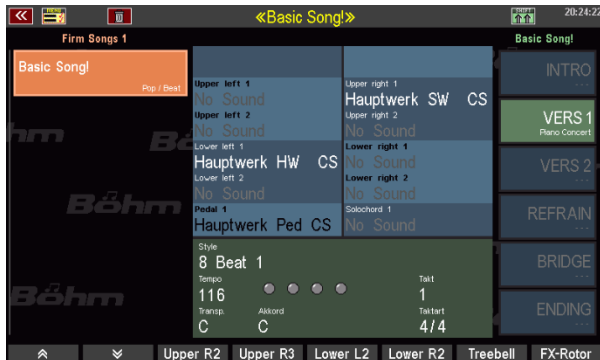 MENU
«Basic Song!»
SHIFT
20:24:22
Firm Songs 1
Basic Song!
Basic Song!
Pop / Beat
Upper left 1
No Sound
Upper left 2
No Sound
Lower left 1
Hauptwerk HW CS
Lower left 2
No Sound
Pedal 1
Hauptwerk Ped CS
Upper right 1
Hauptwerk SW CS
Upper right 2
No Sound
Lower right 1
No Sound
Lower right 2
No Sound
Solochord 1
No Sound
Style
8 Beat 1
Tempo
116
Takt
1
Transp.
C
Akkord
C
Taktart
4/4
INTRO
---
VERS 1
Piano Concert
VERS 2
---
REFRAIN
---
BRIDGE
---
ENDING
---
Böhm
Böhm
Böhm
Upper R2 Upper R3 Lower L2 Lower R2 Treebell FX-Rotor